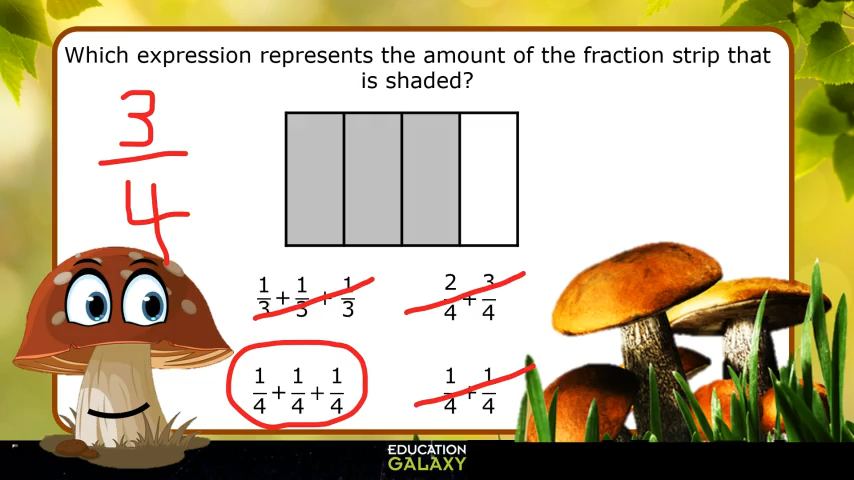 Which expression represents the amount of the fraction strip that
is shaded?
3/4
1/3 + 1/3 + 1/3
2/4 + 3/4
1/4 + 1/4 + 1/4
1/4 + 1/4
EDUCATION
GALAXY